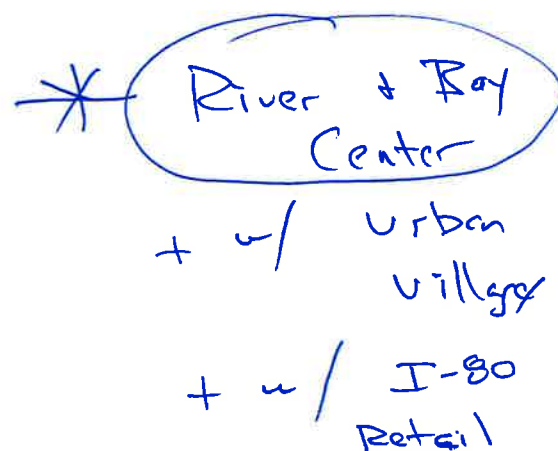 * River + Bay
Center
+ w/ Urban
Village
+ w/ I-80
Retail